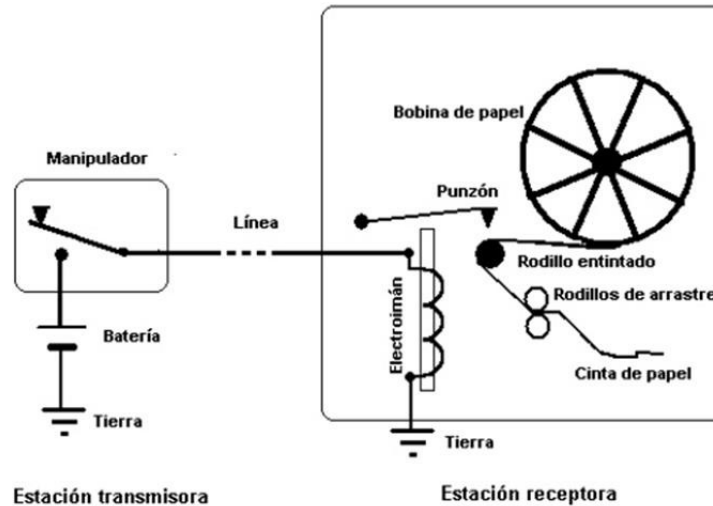 Bobina de papel
Manipulador
Punzón
Línea
Rodillo entintado
Rodillos de arrastre
Electroimán
Batería
Cinta de papel
Tierra
Tierra
Estación transmisora
Estación receptora